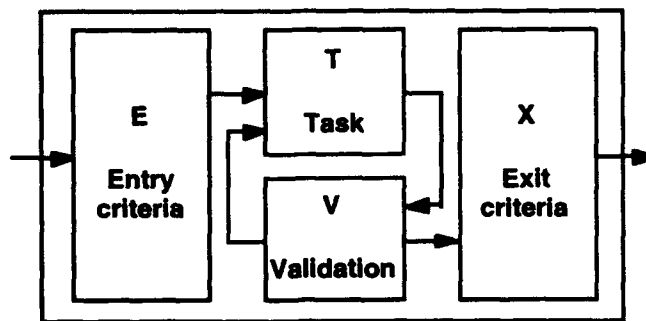 E
Entry
criteria
T
Task
V
Validation
X
Exit
criteria